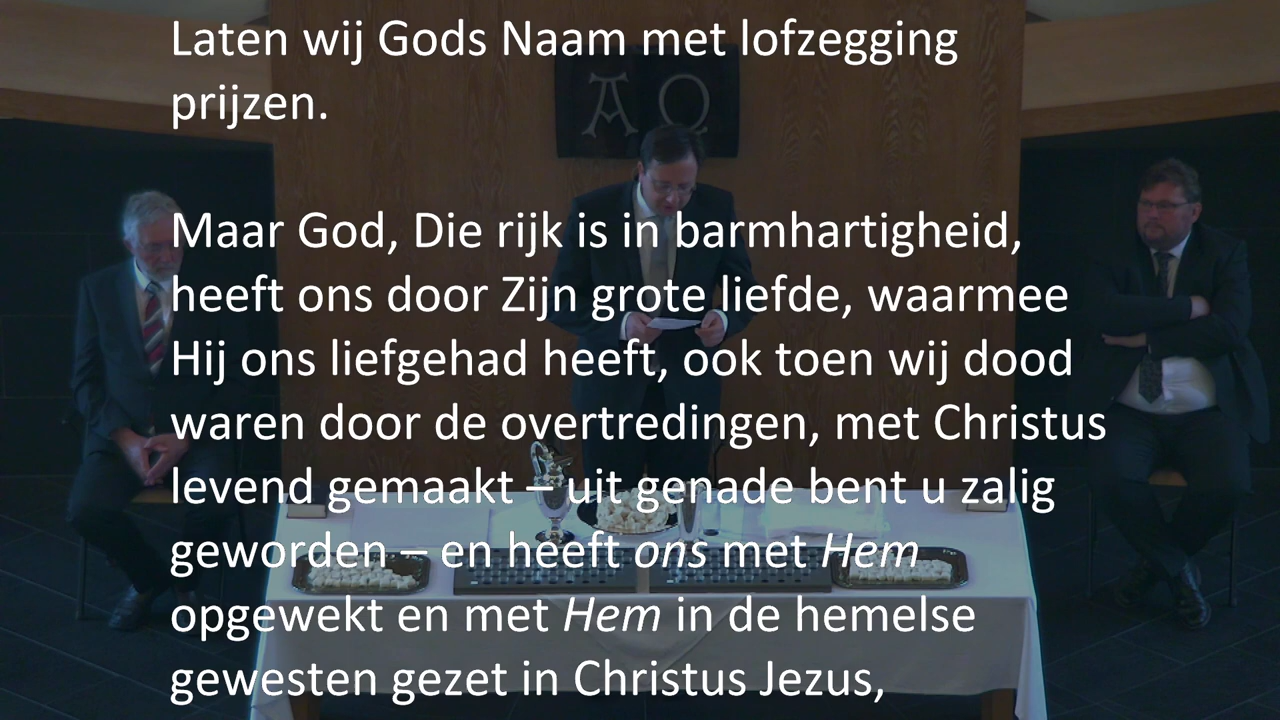 Laten wij Gods Naam met lofzegging
prijzen.
ΑΩ
Maar God, Die rijk is in barmhartigheid,
heeft ons door Zijn grote liefde, waarmee
Hij ons liefgehad heeft, ook toen wij dood
waren door de overtredingen, met Christus
levend gemaakt – uit genade bent u zalig
geworden – en heeft ons met Hem
opgewekt en met Hem in de hemelse
gewesten gezet in Christus Jezus,